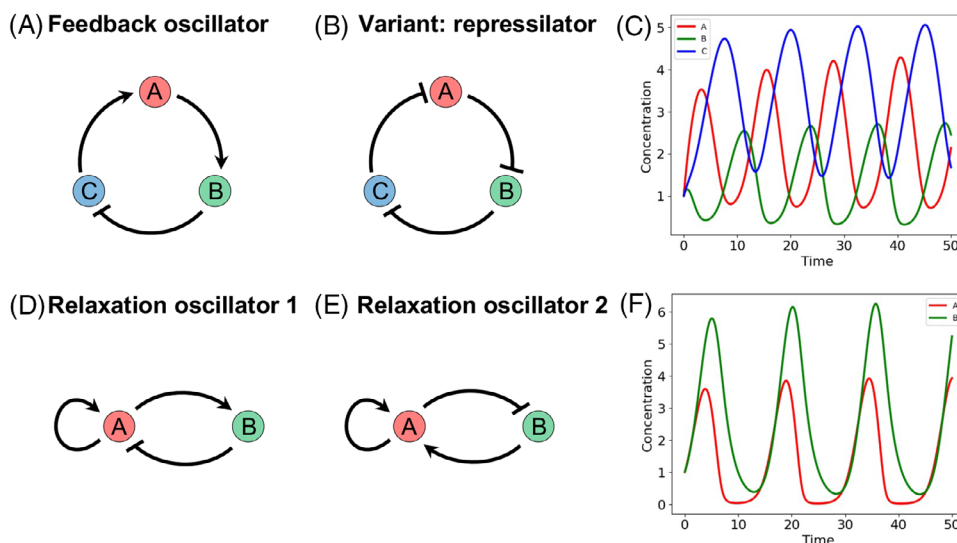 (A) Feedback oscillator
(B) Variant: repressilator
(C)
A
C
B
A
C
B
A
B
C
Concentration
5
4
3
2
1
0 10 20 30 40 50
Time
(D) Relaxation oscillator 1
(E) Relaxation oscillator 2
(F)
A
B
A
B
A
B
Concentration
6
5
4
3
2
1
0
0 10 20 30 40 50
Time